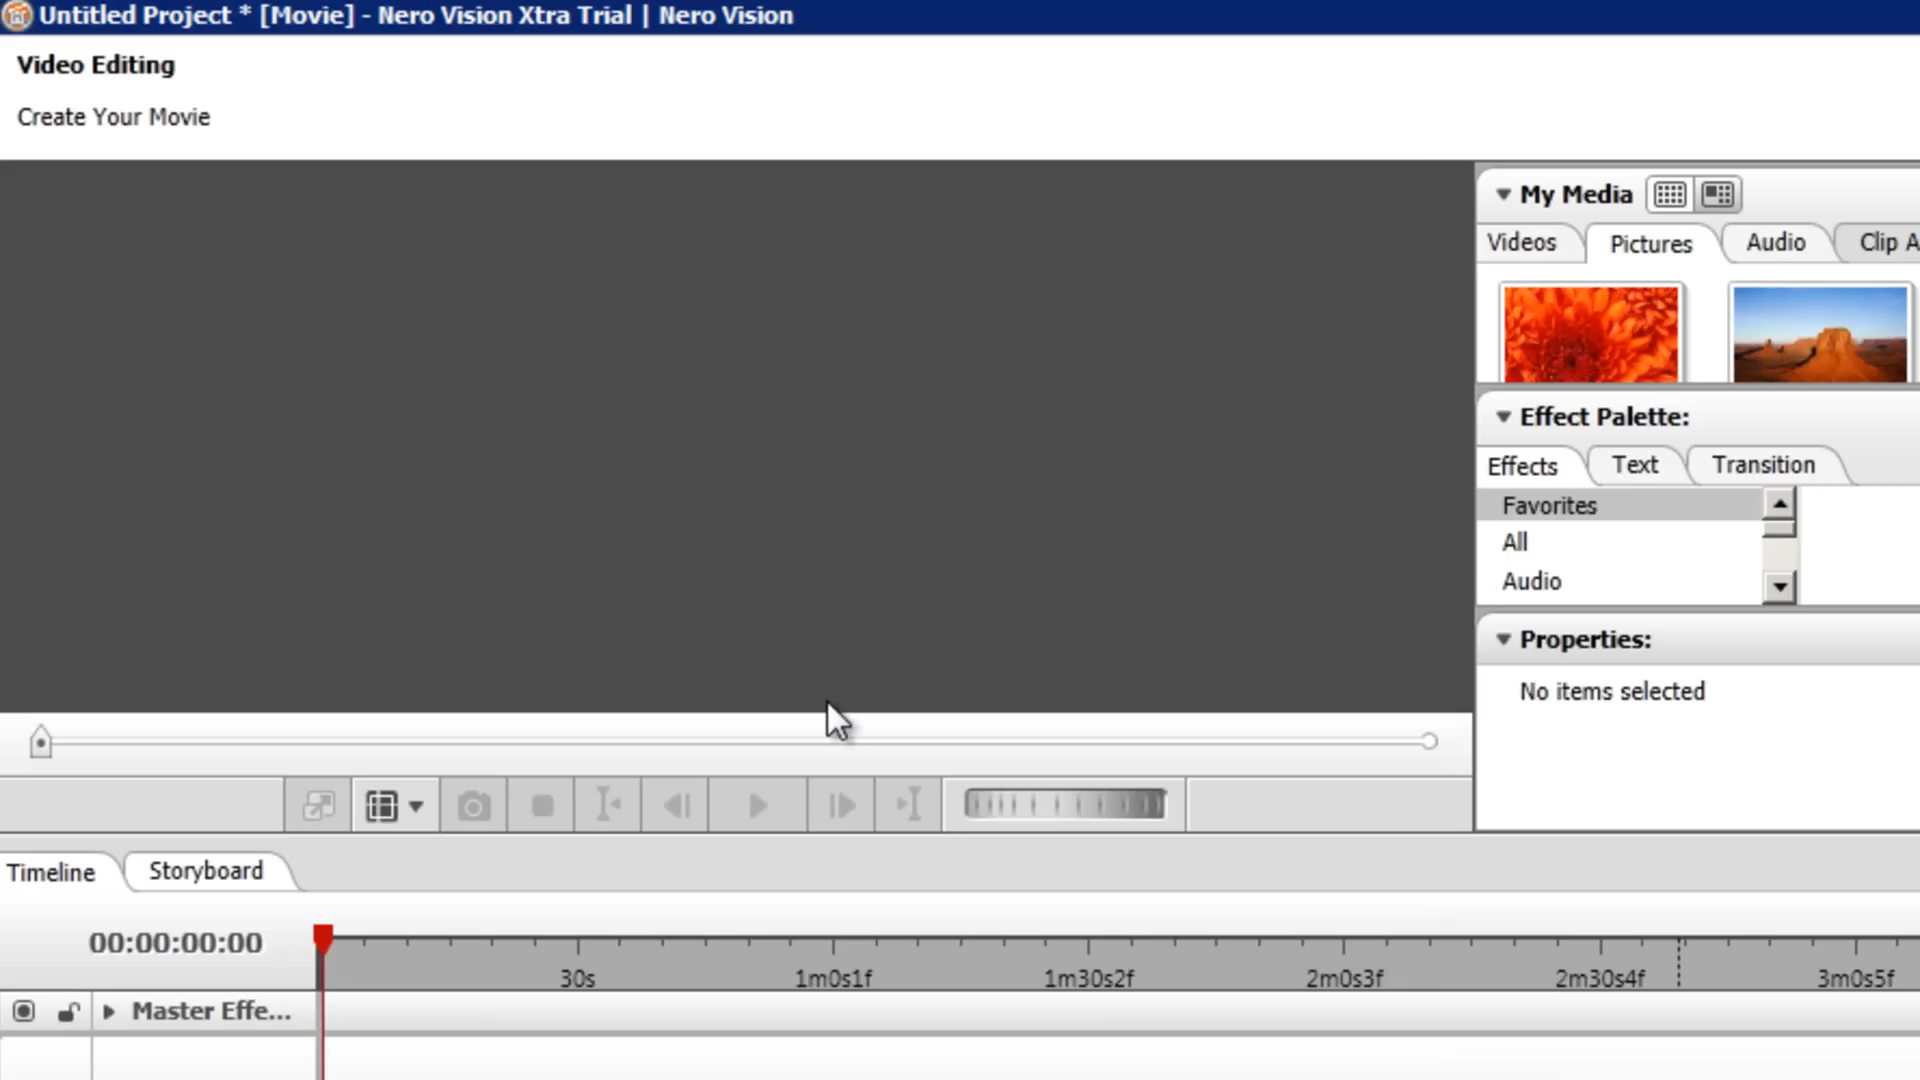 Untitled Project * [Movie] - Nero Vision Xtra Trial | Nero Vision
Video Editing
Create Your Movie
My Media
Videos
Pictures
Audio
Clip A
Effect Palette:
Effects
Text
Transition
Favorites
All
Audio
Properties:
No items selected
Timeline
Storyboard
00:00:00:00
30s
1m0s1f
1m30s2f
2m0s3f
2m30s4f
3m0s5f
Master Effe...